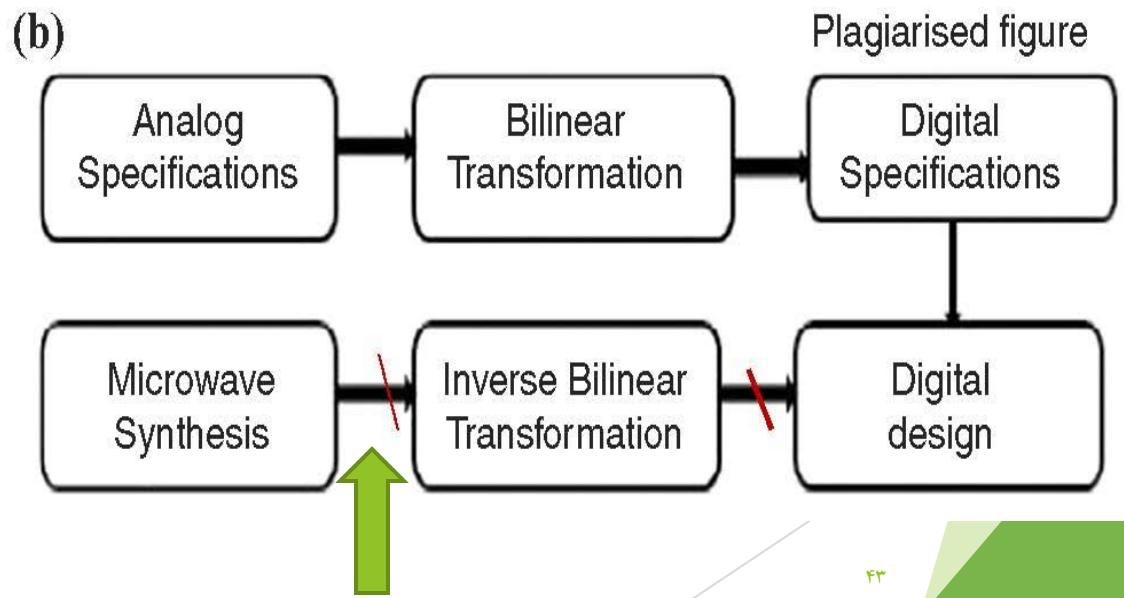 (b)
Plagiarised figure
Analog
Specifications
Bilinear
Transformation
Digital
Specifications
Microwave
Synthesis
Inverse Bilinear
Transformation
Digital
design
۴۳